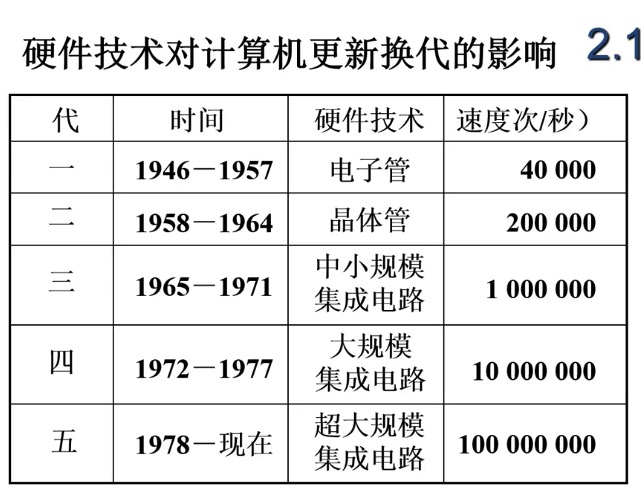 硬件技术对计算机更新换代的影响 2.1
代 时间 硬件技术 速度次/秒）
一 1946－1957 电子管 40 000
二 1958－1964 晶体管 200 000
三 1965－1971 中小规模
集成电路 1 000 000
四 1972－1977 大规模
集成电路 10 000 000
五 1978－现在 超大规模
集成电路 100 000 000